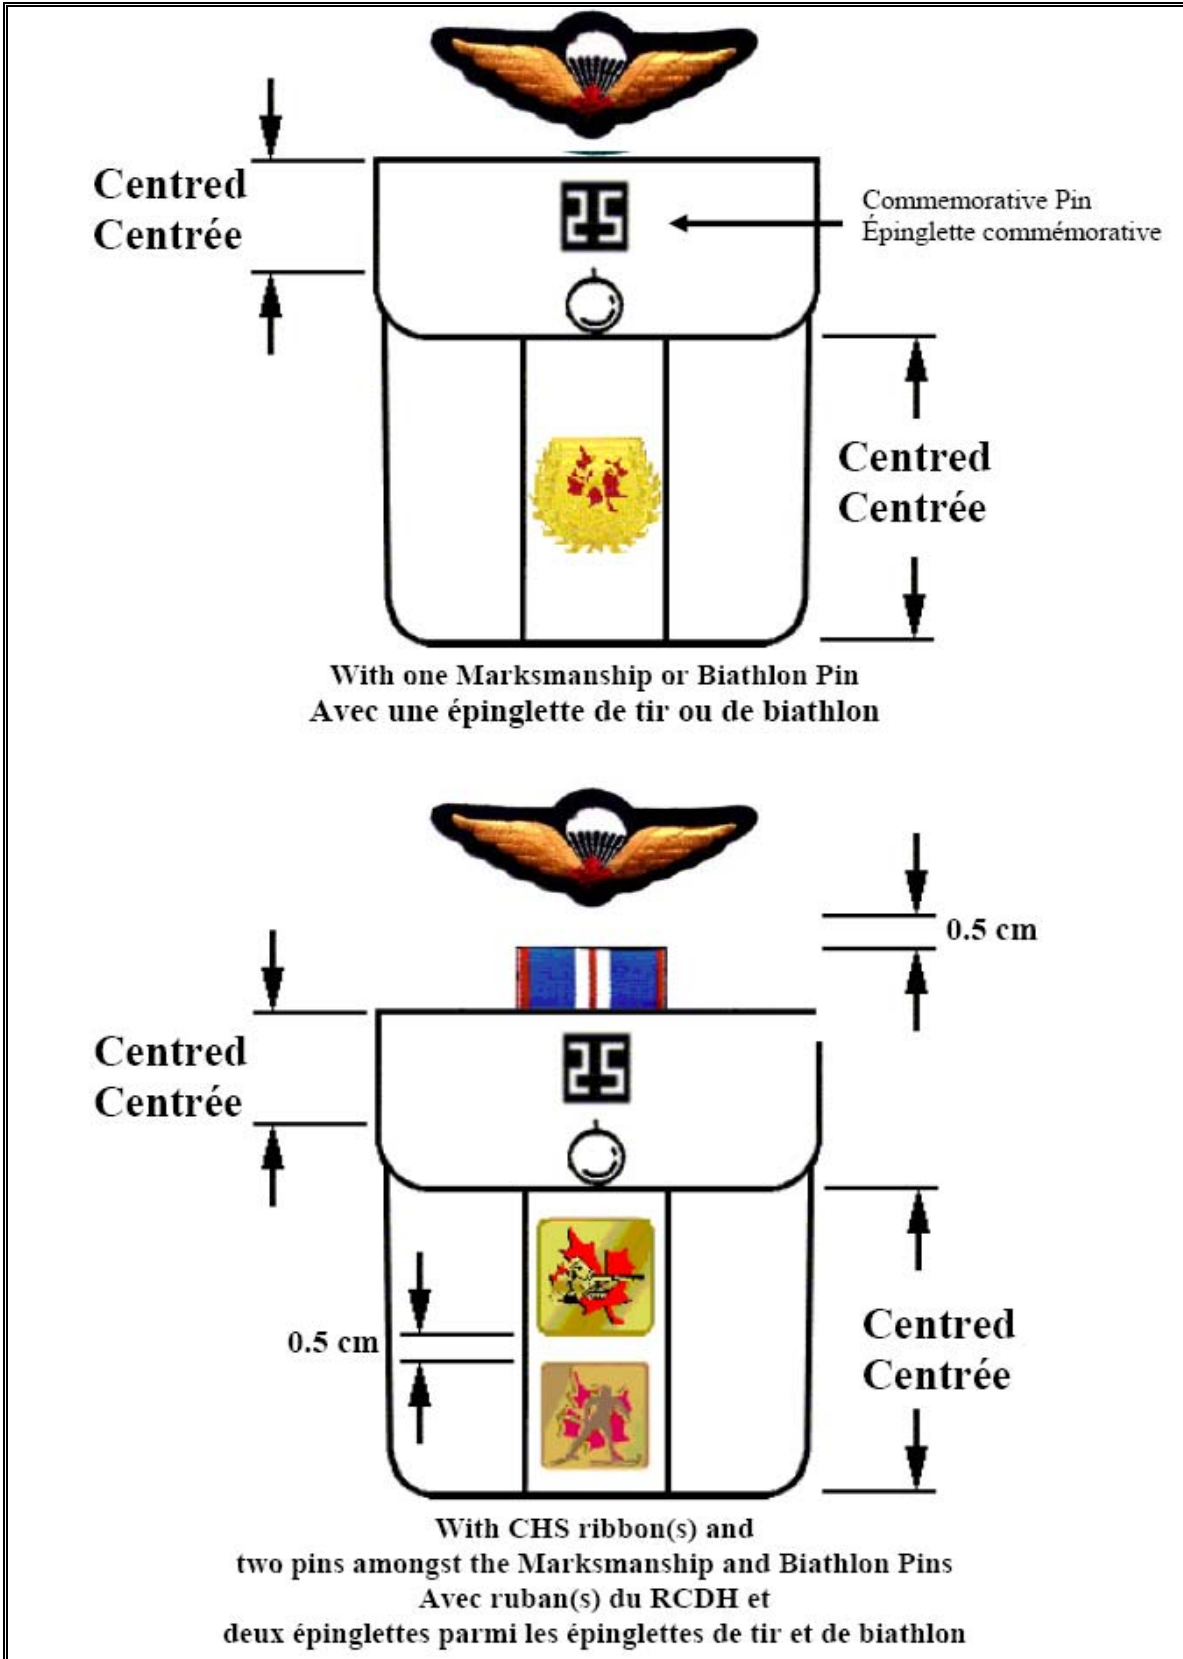 Centred
Centrée
25
Commemorative Pin
Épinglette commémorative
Centred
Centrée
With one Marksmanship or Biathlon Pin
Avec une épinglette de tir ou de biathlon
0.5 cm
Centred
Centrée
25
0.5 cm
Centred
Centrée
With CHS ribbon(s) and
two pins amongst the Marksmanship and Biathlon Pins
Avec ruban(s) du RCDH et
deux épinglettes parmi les épinglettes de tir et de biathlon